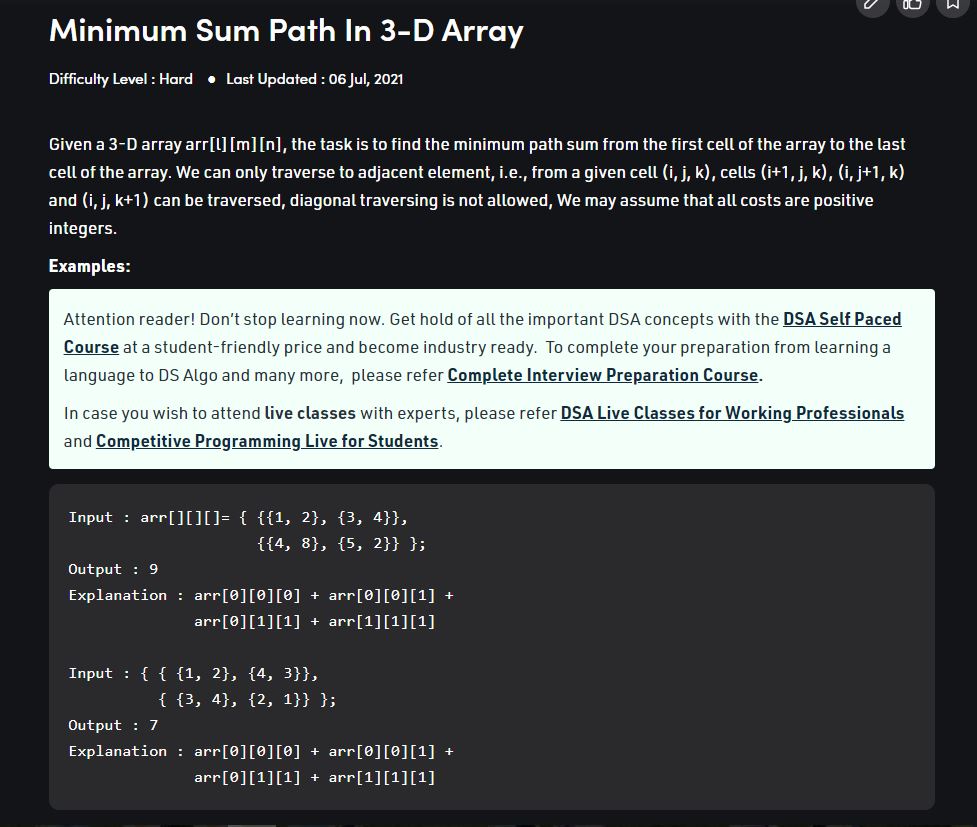 Minimum Sum Path In 3-D Array
Difficulty Level : Hard ● Last Updated : 06 Jul, 2021
Given a 3-D array arr[l][m][n], the task is to find the minimum path sum from the first cell of the array to the last
cell of the array. We can only traverse to adjacent element, i.e., from a given cell (i, j, k), cells (i+1, j, k), (i, j+1, k)
and (i, j, k+1) can be traversed, diagonal traversing is not allowed, We may assume that all costs are positive
integers.
Examples:
Attention reader! Don't stop learning now. Get hold of all the important DSA concepts with the DSA Self Paced
Course at a student-friendly price and become industry ready. To complete your preparation from learning a
language to DS Algo and many more, please refer Complete Interview Preparation Course.
In case you wish to attend live classes with experts, please refer DSA Live Classes for Working Professionals
and Competitive Programming Live for Students.
Input : arr[][][]= { {{1, 2}, {3, 4}},
{{4, 8}, {5, 2}} };
Output : 9
Explanation : arr[0][0][0] + arr[0][0][1] +
arr[0][1][1] + arr[1][1][1]
Input : { { {1, 2}, {4, 3}},
{ {3, 4}, {2, 1}} };
Output : 7
Explanation : arr[0][0][0] + arr[0][0][1] +
arr[0][1][1] + arr[1][1][1]